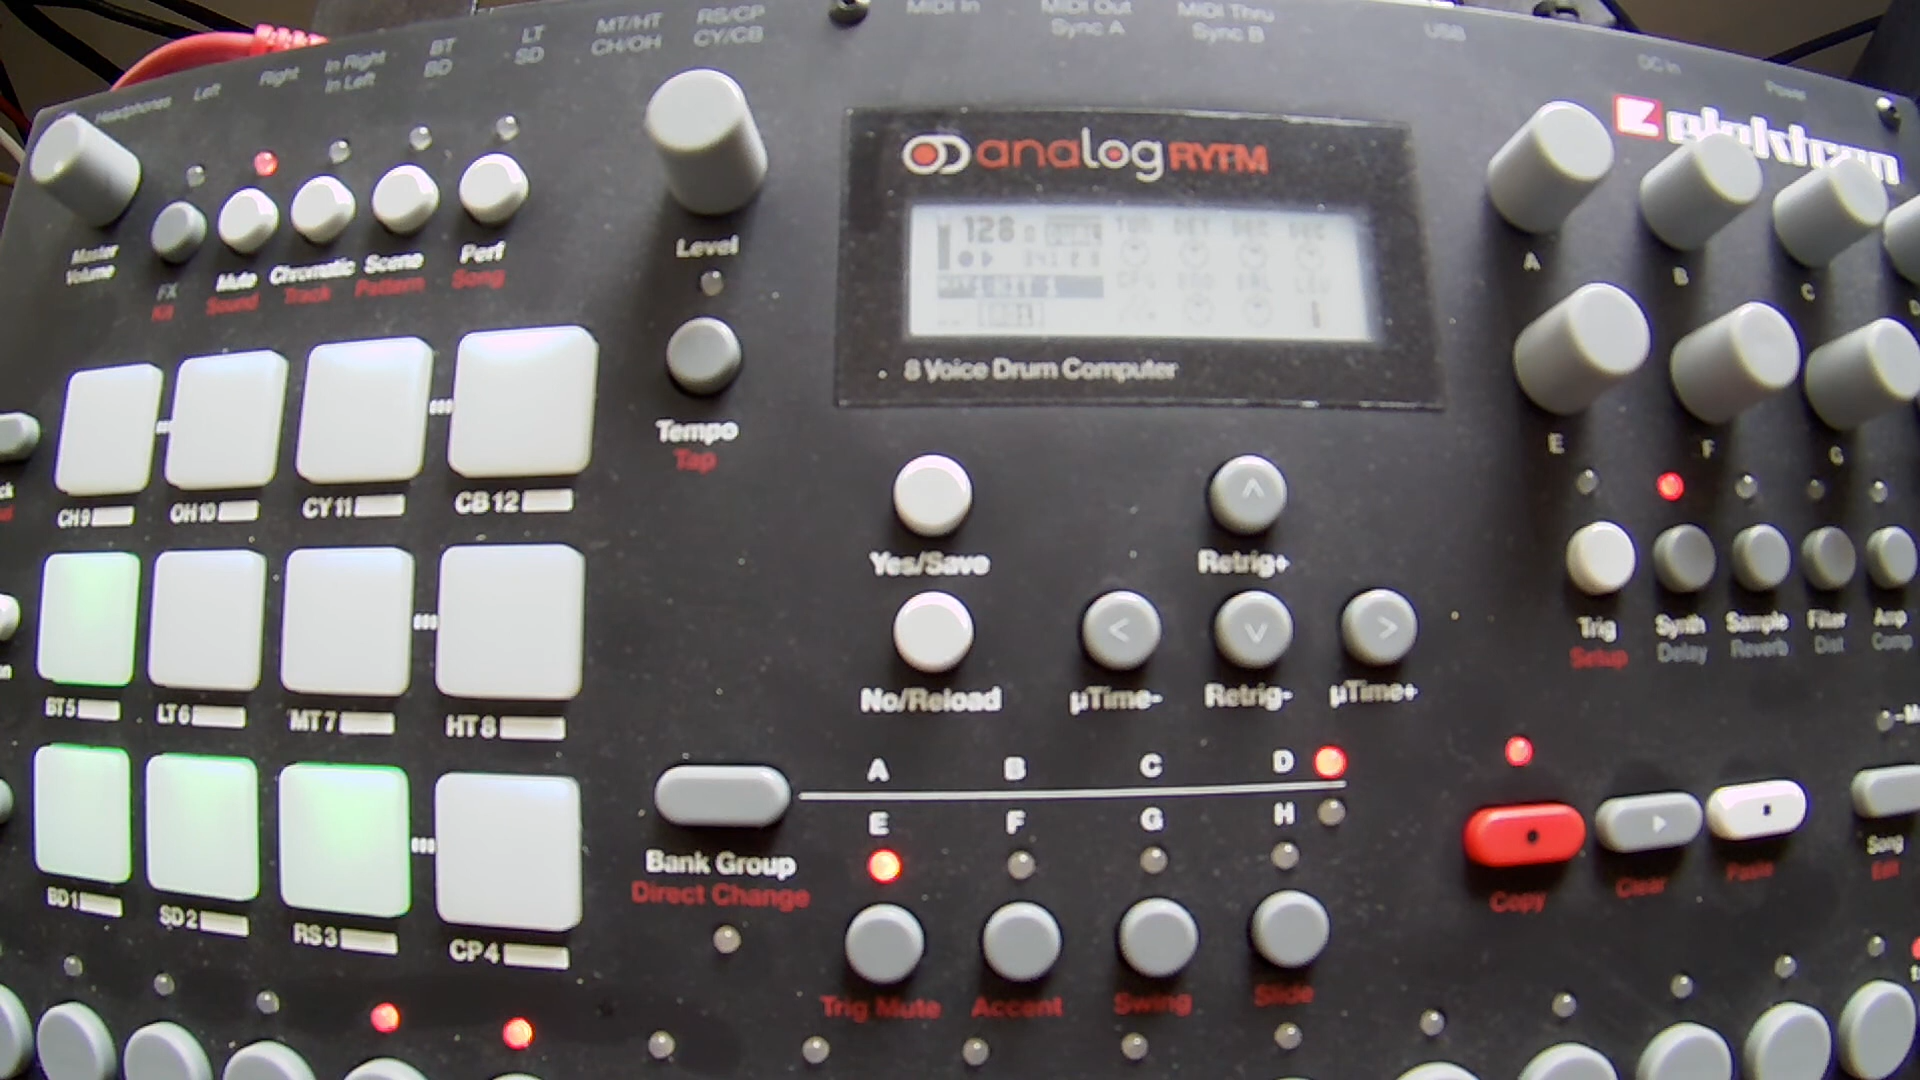 MIDI In
MIDI Out
Sync A
MIDI Thru
Sync B
USB
DC In
Power
Headphones
Left
Right
In Right
In Left
BT
BD
LT
SD
MT/HT
CH/OH
RS/CP
CY/CB
elektron
analog RYTM
128
8 Voice Drum Computer
Master
Volume
FX
Kit
Mute
Sound
Chromatic
Track
Scene
Pattern
Perf
Song
Level
Tempo
Tap
A
B
C
D
E
F
G
CH 9
OH 10
CY 11
CB 12
BT 5
LT 6
MT 7
HT 8
BD 1
SD 2
RS 3
CP 4
Yes/Save
Retrig+
No/Reload
µTime-
Retrig-
µTime+
Trig
Setup
Synth
Delay
Sample
Reverb
Filter
Dist
Amp
Comp
A
B
C
D
E
F
G
H
Bank Group
Direct Change
Trig Mute
Accent
Swing
Slide
Copy
Clear
Paste
Song
Edit